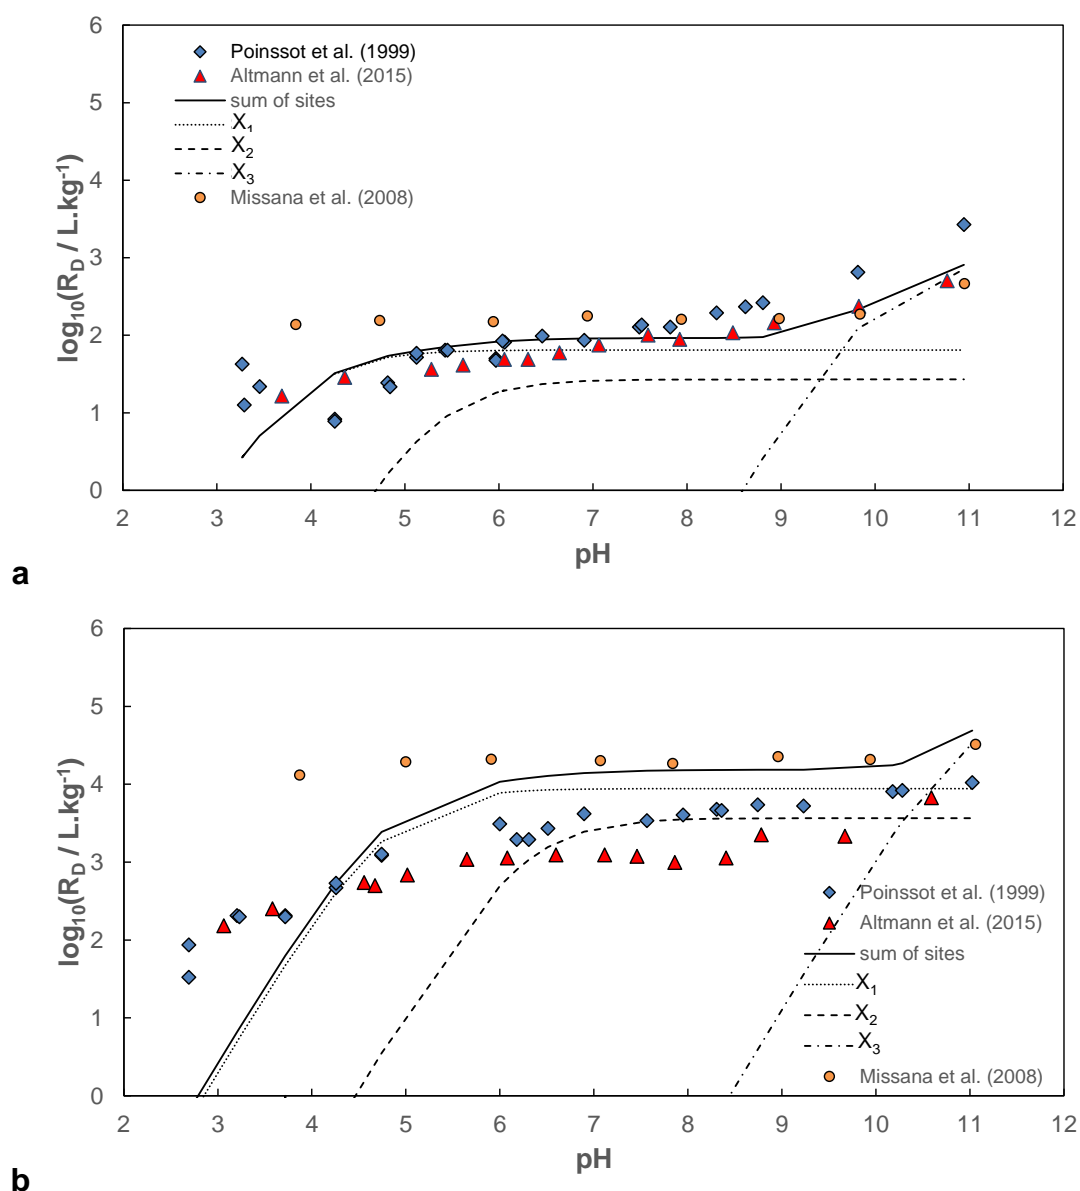 6
5
4
3
2
1
0
log10(RD / L.kg-1)
Poinssot et al. (1999)
Altmann et al. (2015)
sum of sites
X1
X2
X3
Missana et al. (2008)
2 3 4 5 6 7 8 9 10 11 12
pH
a
6
5
4
3
2
1
0
log10(RD / L.kg-1)
Poinssot et al. (1999)
Altmann et al. (2015)
sum of sites
X1
X2
X3
Missana et al. (2008)
2 3 4 5 6 7 8 9 10 11 12
pH
b